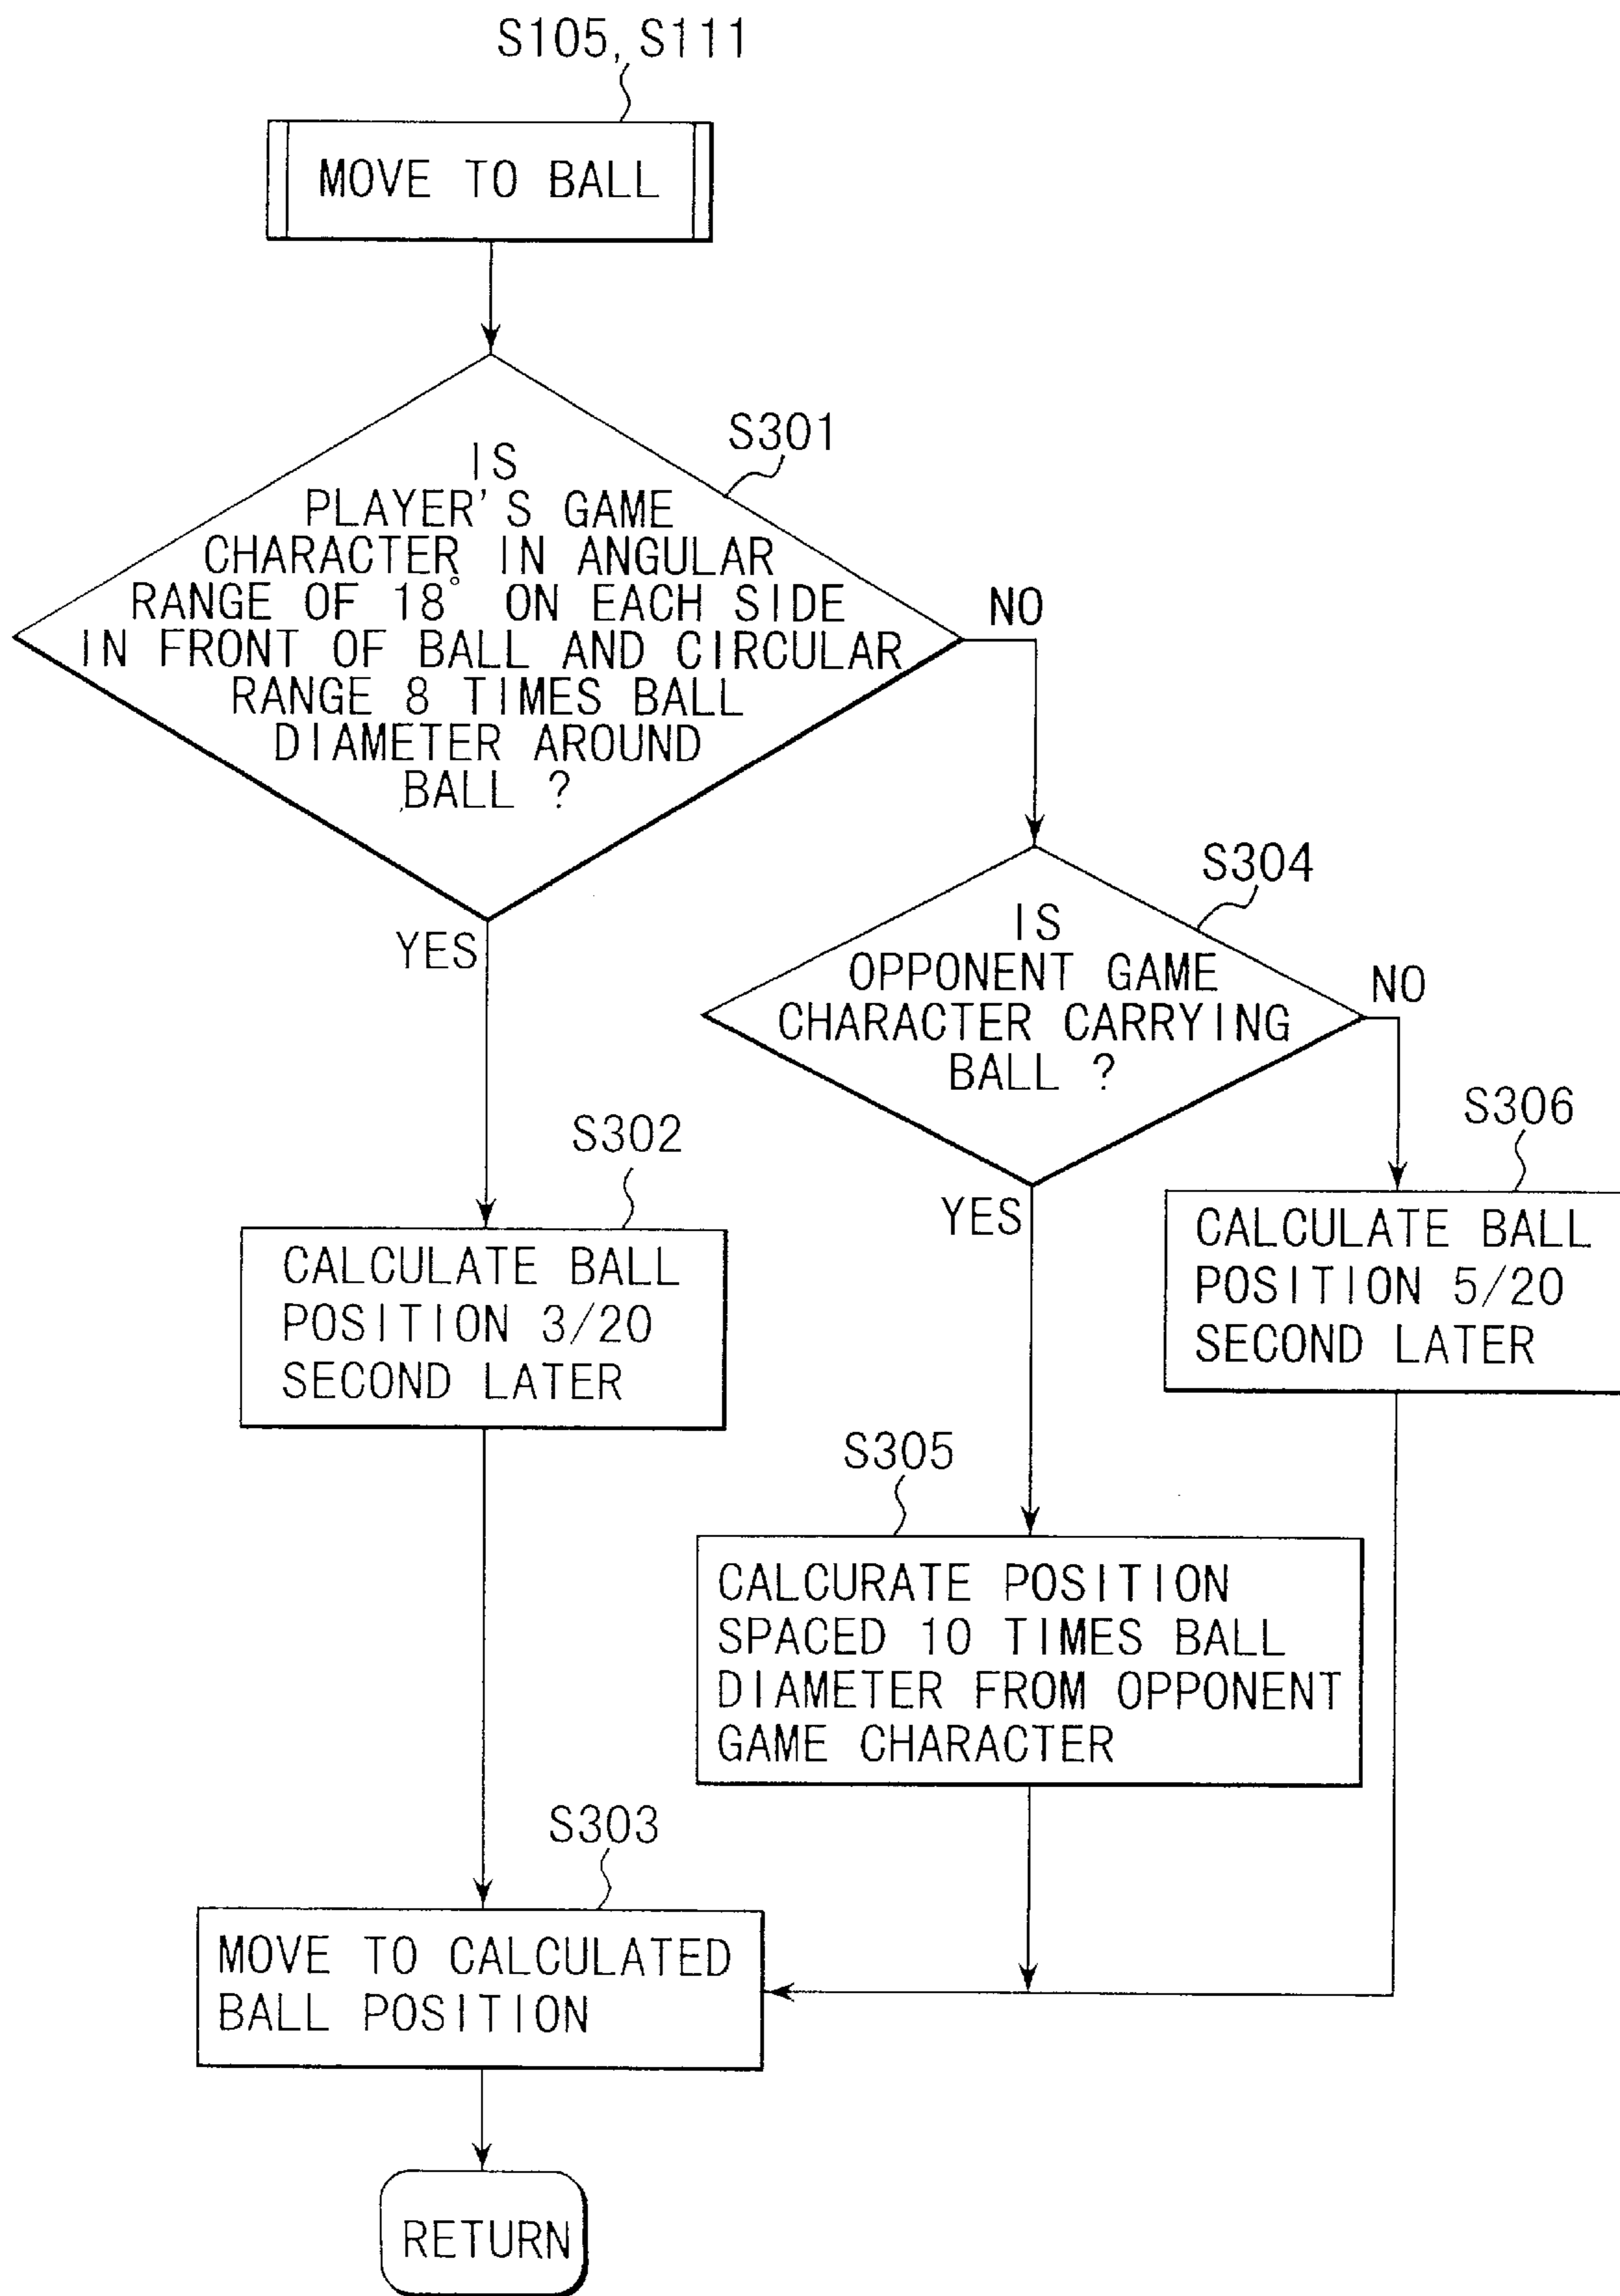 S105, S111
MOVE TO BALL
S301
IS
PLAYER'S GAME
CHARACTER IN ANGULAR
RANGE OF 18° ON EACH SIDE
IN FRONT OF BALL AND CIRCULAR
RANGE 8 TIMES BALL
DIAMETER AROUND
BALL ?
NO
YES
S304
IS
OPPONENT GAME
CHARACTER CARRYING
BALL ?
NO
YES
S302
CALCULATE BALL
POSITION 3/20
SECOND LATER
S306
CALCULATE BALL
POSITION 5/20
SECOND LATER
S305
CALCURATE POSITION
SPACED 10 TIMES BALL
DIAMETER FROM OPPONENT
GAME CHARACTER
S303
MOVE TO CALCULATED
BALL POSITION
RETURN